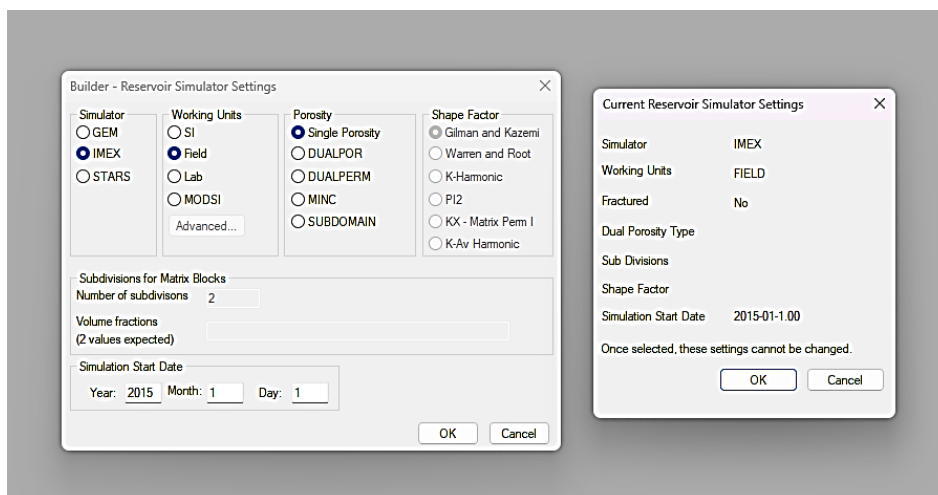 Builder - Reservoir Simulator Settings
Simulator
GEM
IMEX
STARS
Working Units
SI
Field
Lab
MODSI
Advanced...
Porosity
Single Porosity
DUALPOR
DUALPERM
MINC
SUBDOMAIN
Shape Factor
Gilman and Kazemi
Warren and Root
K-Harmonic
PI2
KX - Matrix Perm I
K-Av Harmonic
Subdivisions for Matrix Blocks
Number of subdivisons 2
Volume fractions
(2 values expected)
Simulation Start Date
Year: 2015 Month: 1 Day: 1
OK Cancel
Current Reservoir Simulator Settings
Simulator IMEX
Working Units FIELD
Fractured No
Dual Porosity Type
Sub Divisions
Shape Factor
Simulation Start Date 2015-01-1.00
Once selected, these settings cannot be changed.
OK Cancel